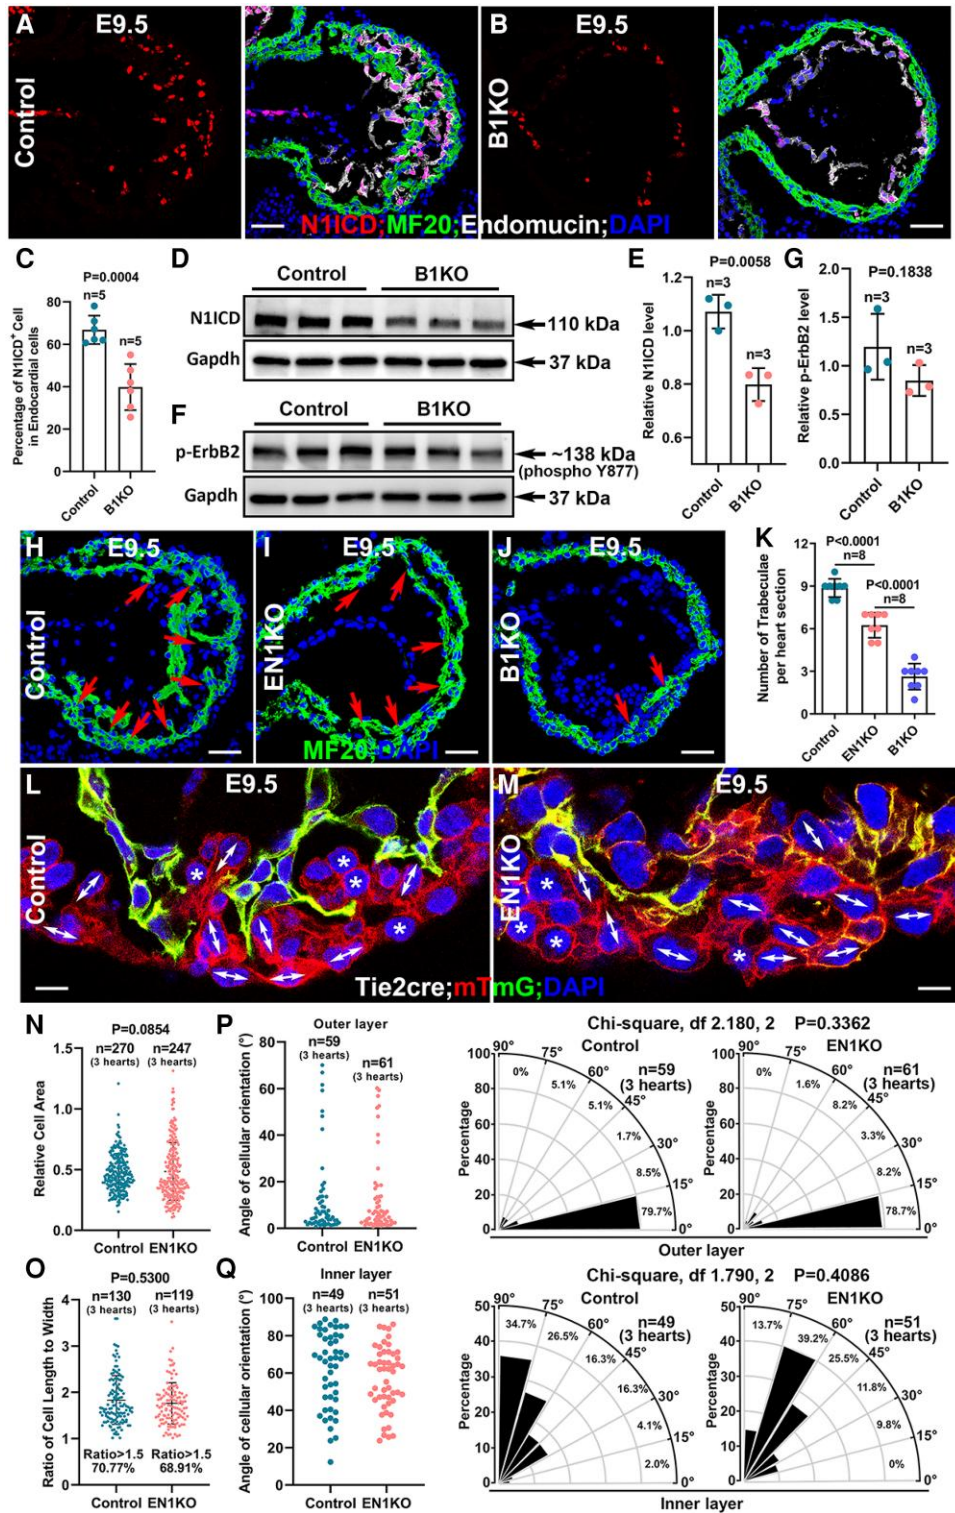 A E9.5
Control
B E9.5
B1KO
N1ICD;MF20;Endomucin;DAPI
C
P=0.0004
n=5
n=5
Percentage of N1ICD+ Cell
in Endocardial cells
80
60
40
20
0
Control
B1KO
D
Control B1KO
N1ICD
110 kDa
Gapdh
37 kDa
F
Control B1KO
p-ErbB2
~138 kDa
(phospho Y877)
Gapdh
37 kDa
E
P=0.0058
n=3
n=3
Relative N1ICD level
1.2
1.0
0.8
0.6
Control
B1KO
G
P=0.1838
n=3
n=3
Relative p-ErbB2 level
2.0
1.5
1.0
0.5
0.0
Control
B1KO
H E9.5
Control
I E9.5
EN1KO
J E9.5
B1KO
MF20;DAPI
K
P<0.0001
n=8
P<0.0001
n=8
Number of Trabeculae
per heart section
12
9
6
3
0
Control
EN1KO
B1KO
L E9.5
Control
* * * *
M E9.5
EN1KO
* * * *
Tie2cre;mTmG;DAPI
N
P=0.0854
n=270 n=247
(3 hearts) (3 hearts)
Relative Cell Area
1.5
1.0
0.5
0.0
Control EN1KO
O
P=0.5300
n=130 n=119
(3 hearts) (3 hearts)
Ratio of Cell Length to Width
4
3
2
1
0
Ratio>1.5 Ratio>1.5
70.77% 68.91%
Control EN1KO
P
Outer layer
n=59
(3 hearts)
n=61
(3 hearts)
Angle of cellular orientation (°)
80
60
40
20
0
Control EN1KO
Chi-square, df 2.180, 2 P=0.3362
Control
n=59
(3 hearts)
Percentage
100
80
60
40
20
0
90°
75°
60°
45°
30°
15°
0°
0%
5.1%
5.1%
1.7%
8.5%
79.7%
EN1KO
n=61
(3 hearts)
Percentage
100
80
60
40
20
0
90°
75°
60°
45°
30°
15°
0°
0%
1.6%
8.2%
3.3%
8.2%
78.7%
Outer layer
Q
Inner layer
n=49 n=51
(3 hearts) (3 hearts)
Angle of cellular orientation (°)
100
80
60
40
20
0
Control EN1KO
Chi-square, df 1.790, 2 P=0.4086
Control
n=49
(3 hearts)
Percentage
50
40
30
20
10
0
90°
75°
60°
45°
30°
15°
0°
34.7%
26.5%
16.3%
16.3%
4.1%
2.0%
EN1KO
n=51
(3 hearts)
Percentage
50
40
30
20
10
0
90°
75°
60°
45°
30°
15°
0°
13.7%
39.2%
25.5%
11.8%
9.8%
0%
Inner layer